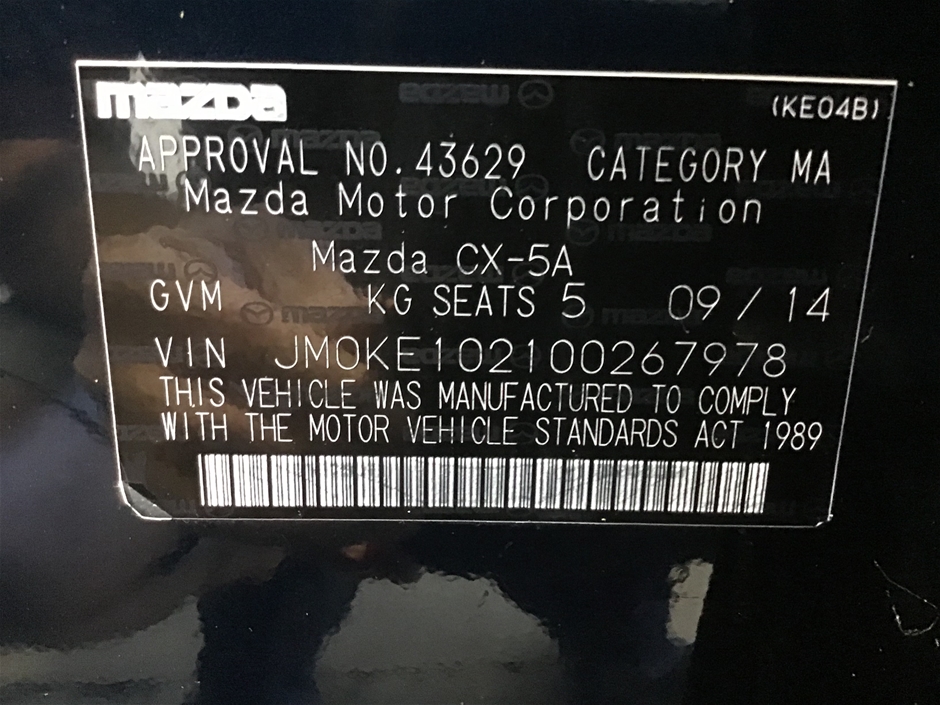 mazda (KE04B)
APPROVAL NO. 43629 CATEGORY MA
Mazda Motor Corporation
Mazda CX-5A
GVM KG SEATS 5 09 / 14
VIN JM0KE102100267978
THIS VEHICLE WAS MANUFACTURED TO COMPLY
WITH THE MOTOR VEHICLE STANDARDS ACT 1989